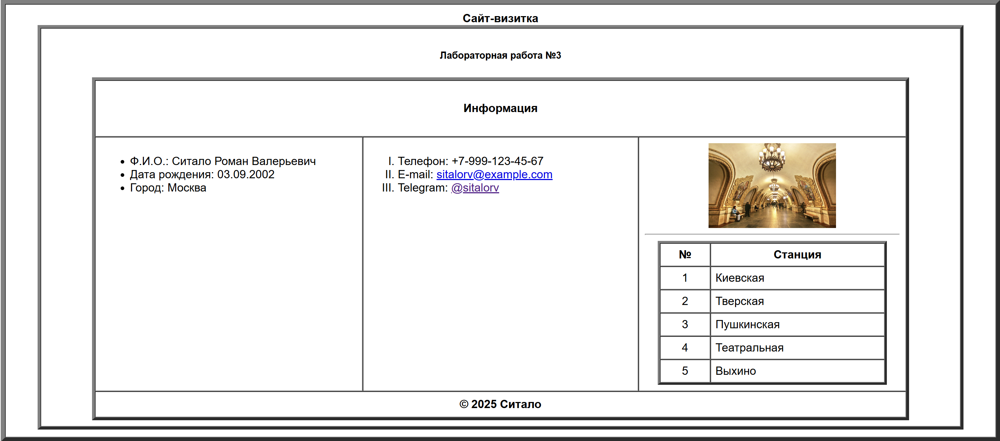 Сайт-визитка
Лабораторная работа №3
Информация
• Ф.И.О.: Ситало Роман Валерьевич
• Дата рождения: 03.09.2002
• Город: Москва
I. Телефон: +7-999-123-45-67
II. E-mail: sitalorv@example.com
III. Telegram: @sitalorv
№ Станция
1 Киевская
2 Тверская
3 Пушкинская
4 Театральная
5 Выхино
© 2025 Ситало